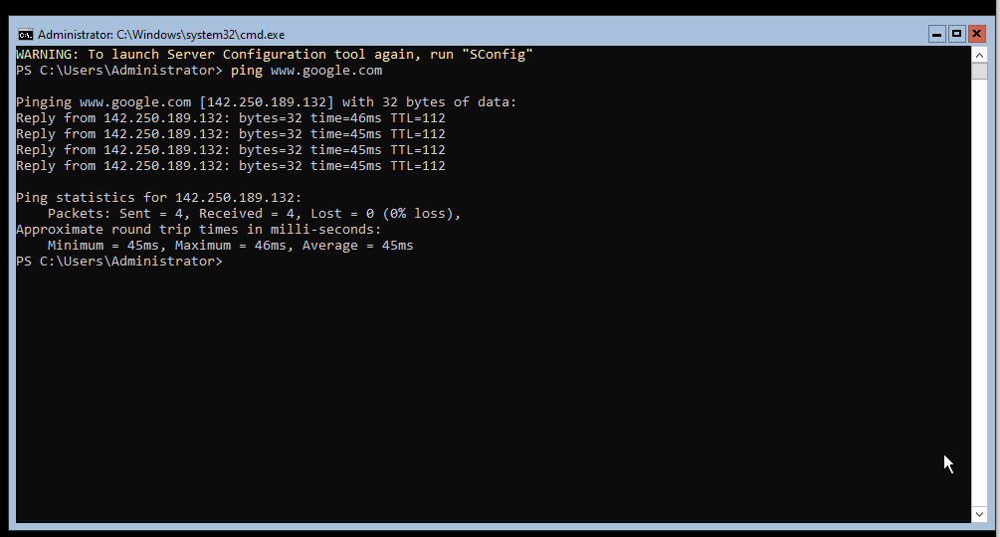 Administrator: C:\Windows\system32\cmd.exe
WARNING: To launch Server Configuration tool again, run "SConfig"
PS C:\Users\Administrator> ping www.google.com
Pinging www.google.com [142.250.189.132] with 32 bytes of data:
Reply from 142.250.189.132: bytes=32 time=46ms TTL=112
Reply from 142.250.189.132: bytes=32 time=45ms TTL=112
Reply from 142.250.189.132: bytes=32 time=45ms TTL=112
Reply from 142.250.189.132: bytes=32 time=45ms TTL=112
Ping statistics for 142.250.189.132:
    Packets: Sent = 4, Received = 4, Lost = 0 (0% loss),
Approximate round trip times in milli-seconds:
    Minimum = 45ms, Maximum = 46ms, Average = 45ms
PS C:\Users\Administrator>